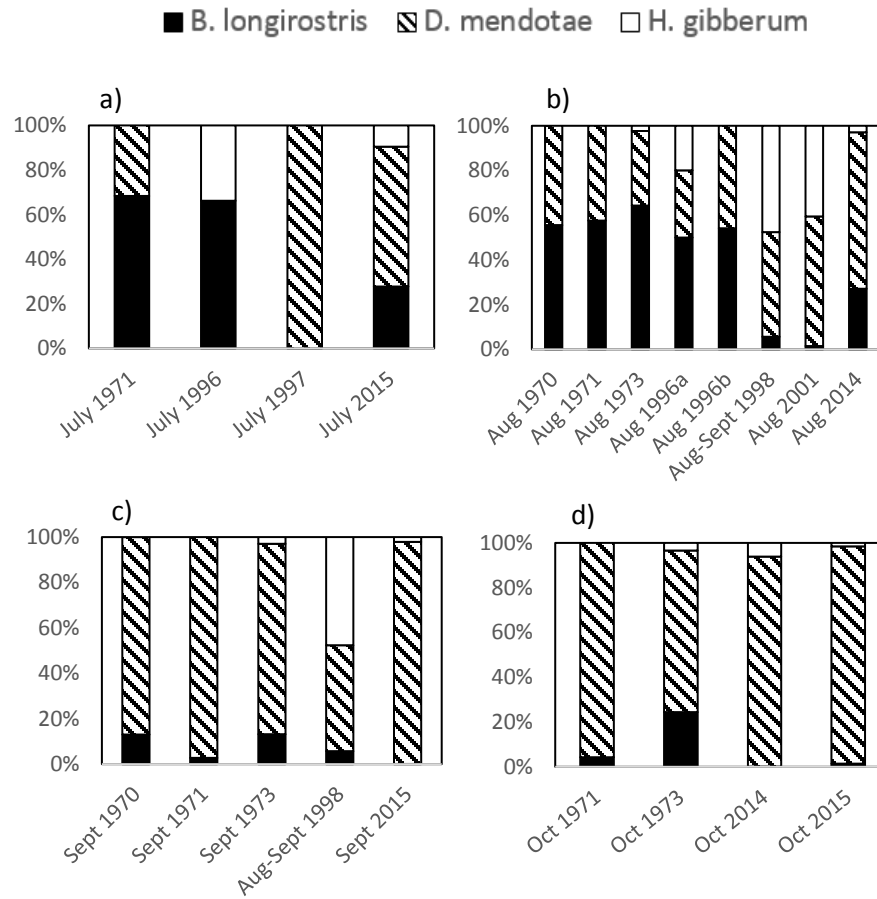 B. longirostris D. mendotae H. gibberum
a)
100%
80%
60%
40%
20%
0%
July 1971
July 1996
July 1997
July 2015
b)
100%
80%
60%
40%
20%
0%
Aug 1970
Aug 1971
Aug 1973
Aug 1996a
Aug 1996b
Aug-Sept 1998
Aug 2001
Aug 2014
c)
100%
80%
60%
40%
20%
0%
Sept 1970
Sept 1971
Sept 1973
Aug-Sept 1998
Sept 2015
d)
100%
80%
60%
40%
20%
0%
Oct 1971
Oct 1973
Oct 2014
Oct 2015